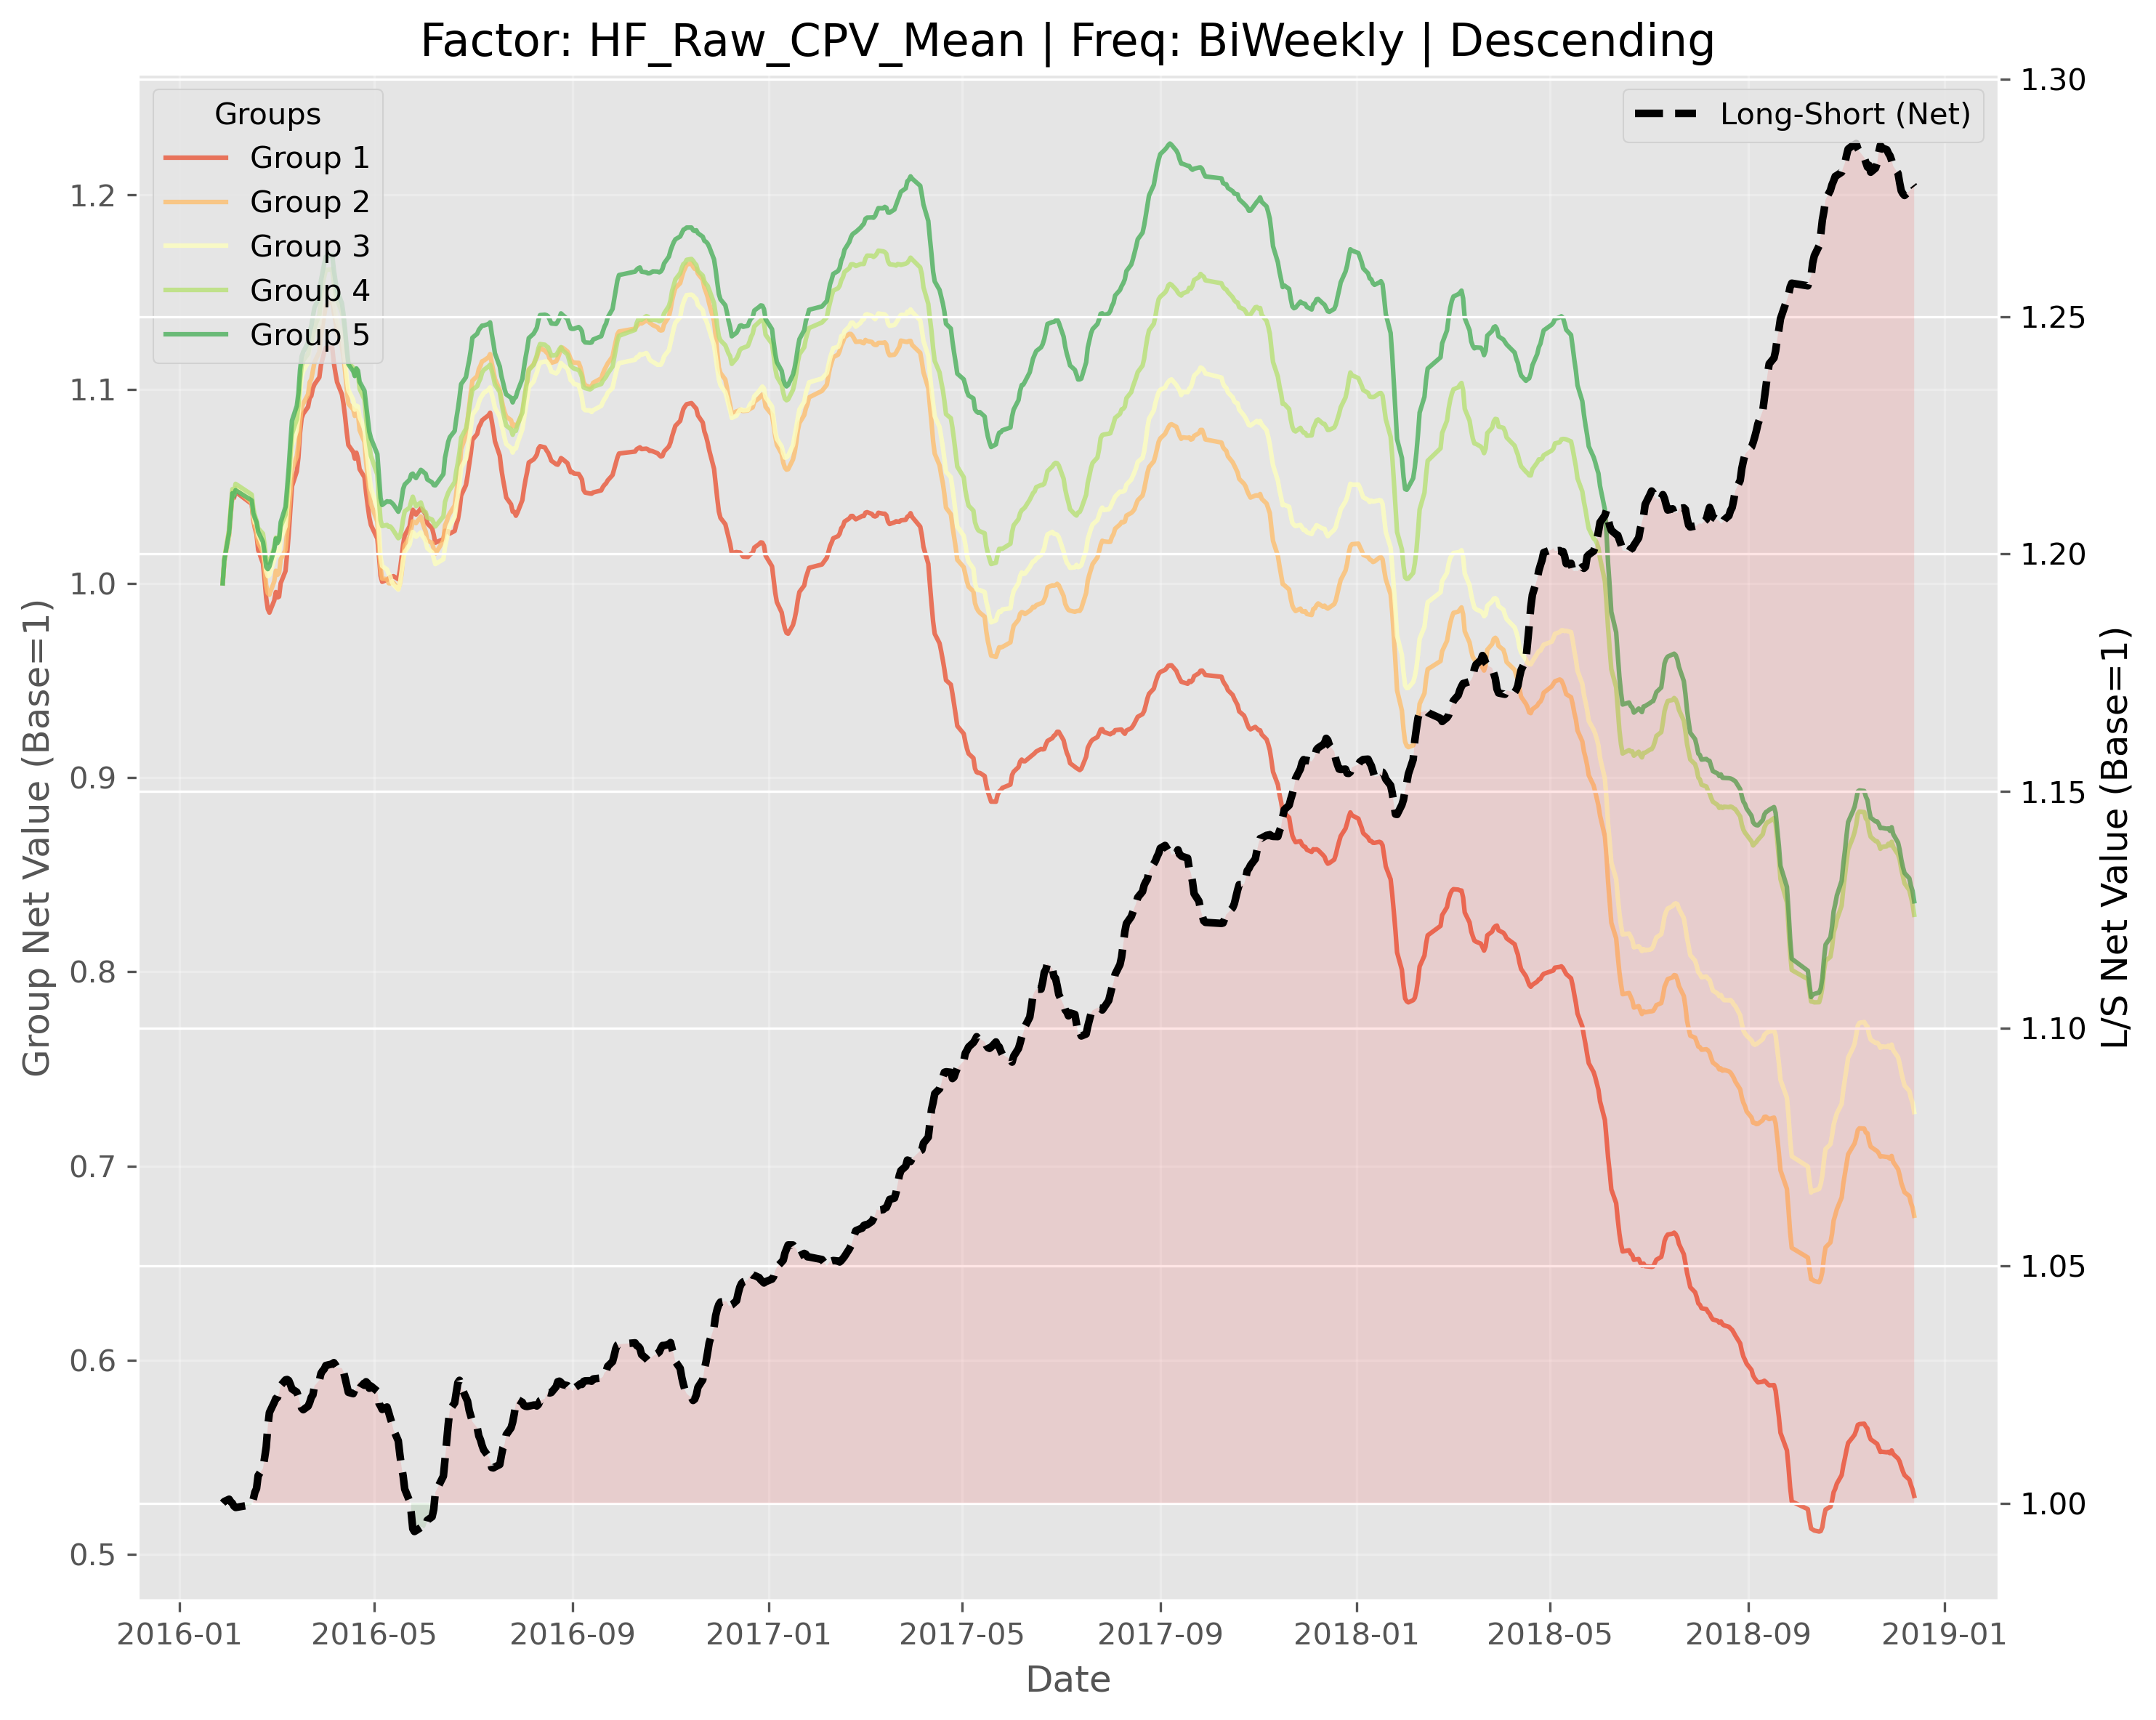 Factor: HF_Raw_CPV_Mean | Freq: BiWeekly | Descending
Groups
Group 1
Group 2
Group 3
Group 4
Group 5
Long-Short (Net)
Group Net Value (Base=1)
1.2
1.1
1.0
0.9
0.8
0.7
0.6
0.5
1.30
1.25
1.20
1.15
1.10
1.05
1.00
L/S Net Value (Base=1)
2016-01
2016-05
2016-09
2017-01
2017-05
2017-09
2018-01
2018-05
2018-09
2019-01
Date